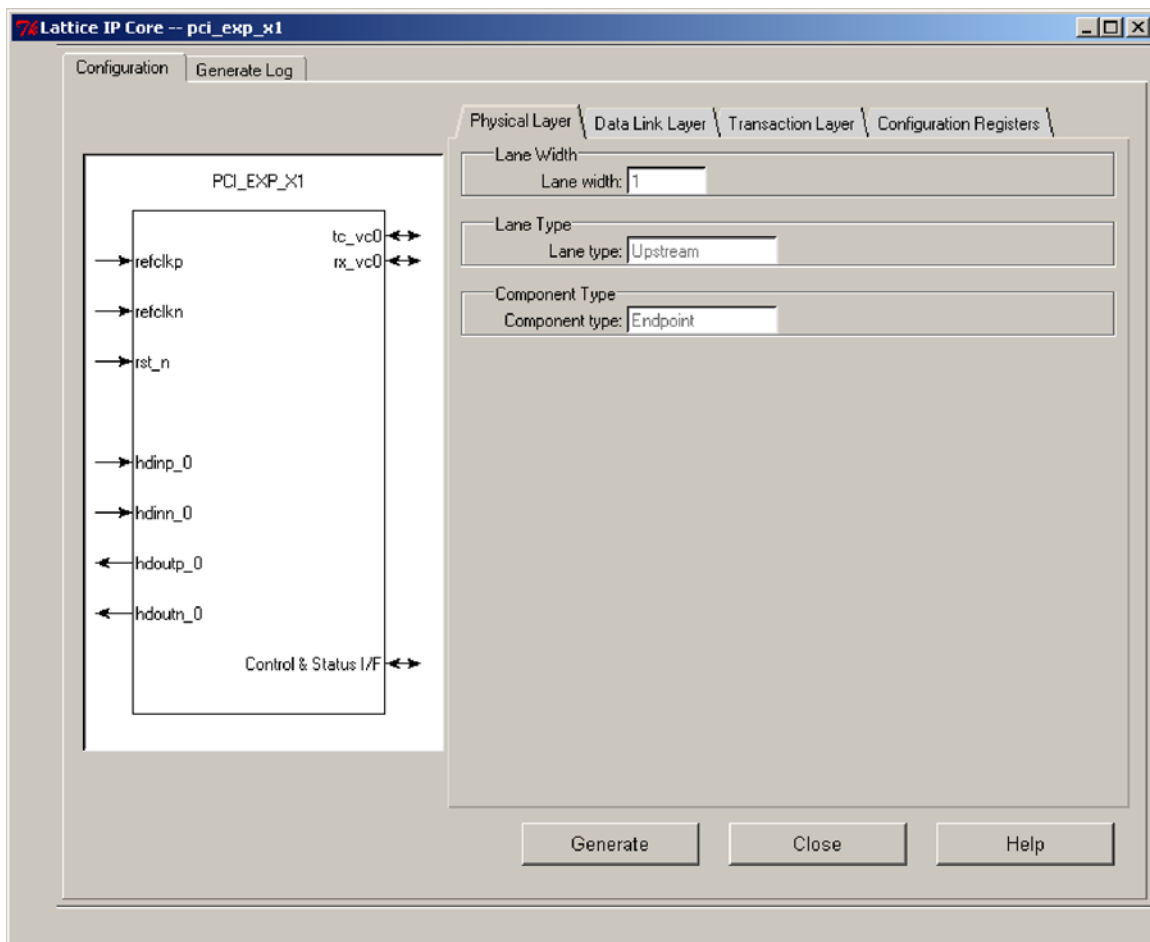 Lattice IP Core -- pci_exp_x1
Configuration
Generate Log
PCI_EXP_X1
tc_vc0
refclkp
rx_vc0
refclkn
rst_n
hdinp_0
hdinn_0
hdoutp_0
hdoutn_0
Control & Status I/F
Physical Layer
Data Link Layer
Transaction Layer
Configuration Registers
Lane Width
Lane width: 1
Lane Type
Lane type: Upstream
Component Type
Component type: Endpoint
Generate
Close
Help